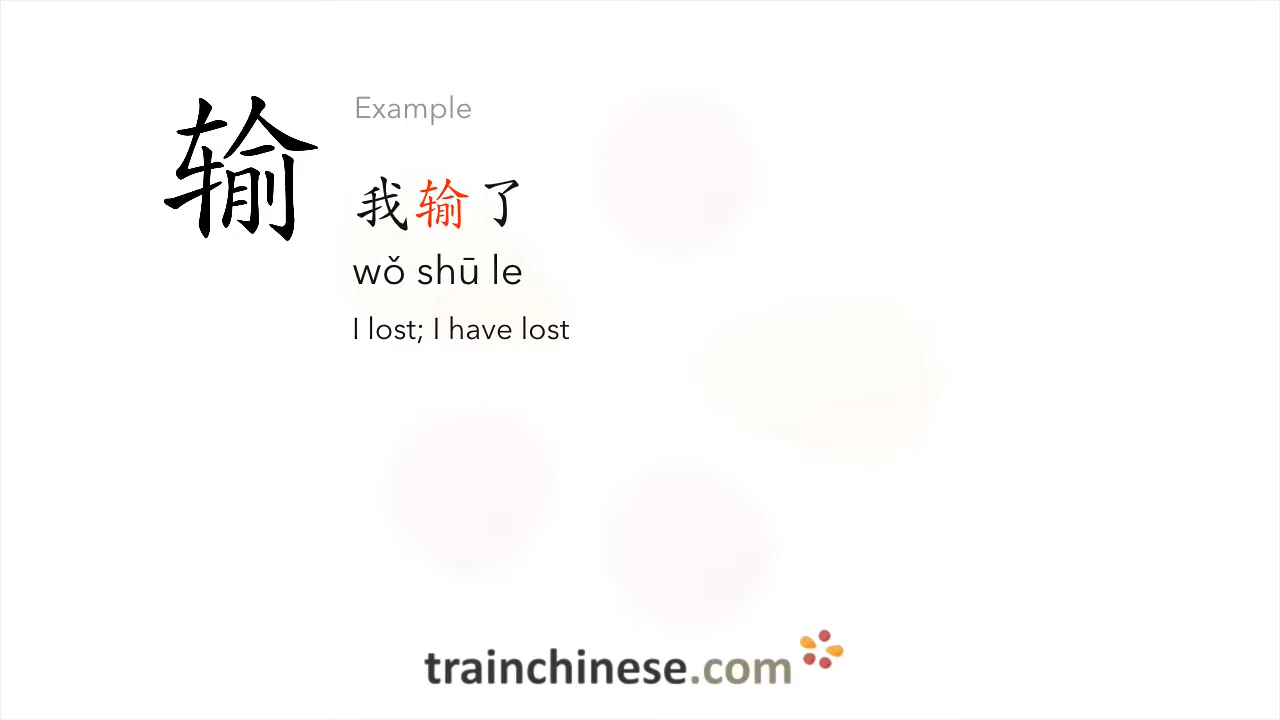 输
Example
我输了
wǒ shū le
I lost; I have lost
trainchinese.com